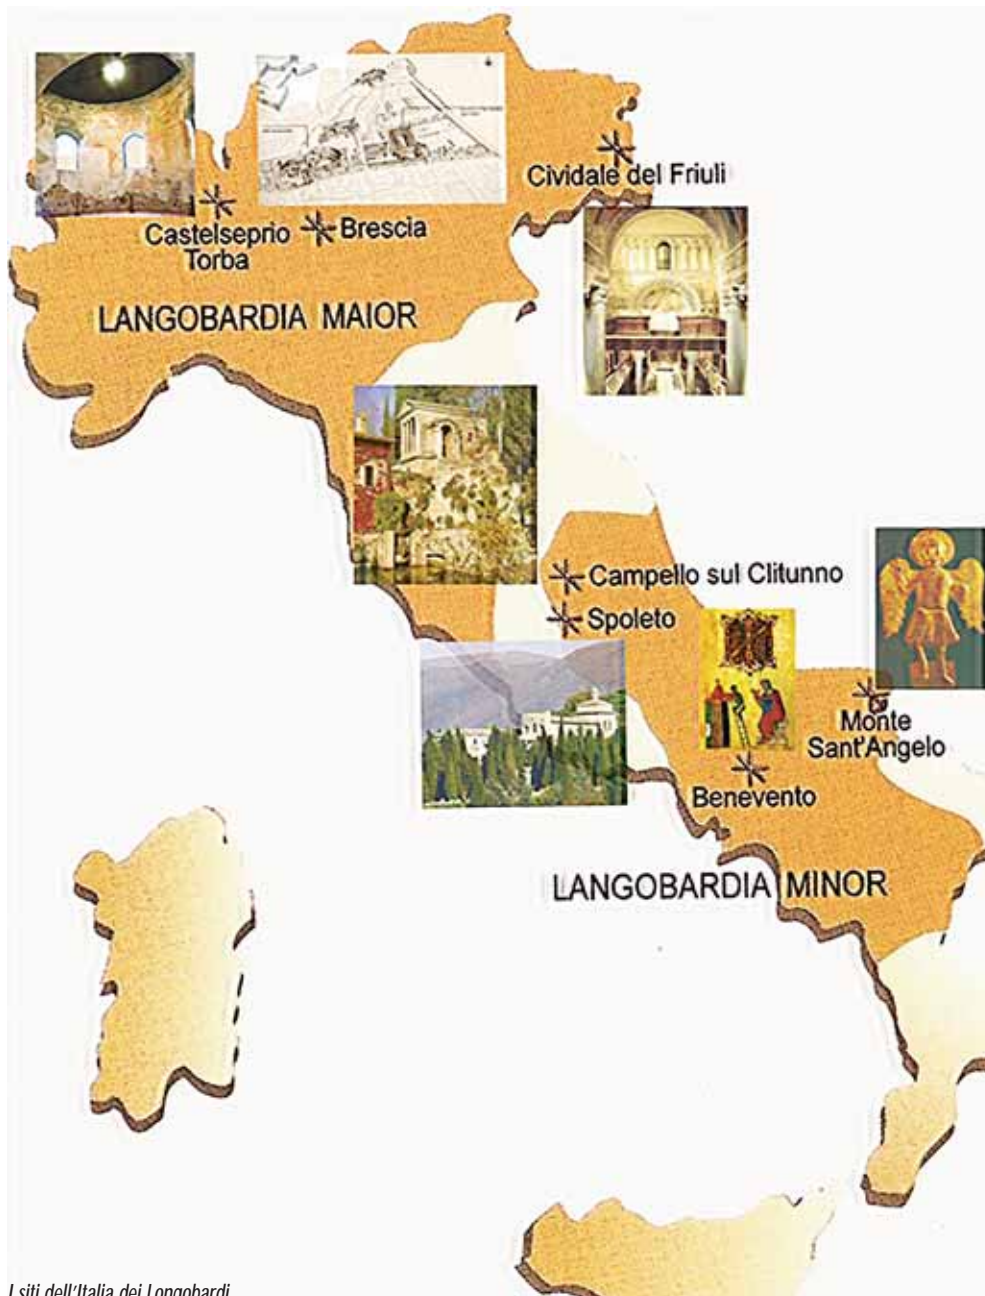 Cividale del Friuli
Castelseprio
Torba
Brescia
LANGOBARDIA MAIOR
Campello sul Clitunno
Spoleto
Monte
Sant'Angelo
Benevento
LANGOBARDIA MINOR
I siti dell'Italia dei Longobardi